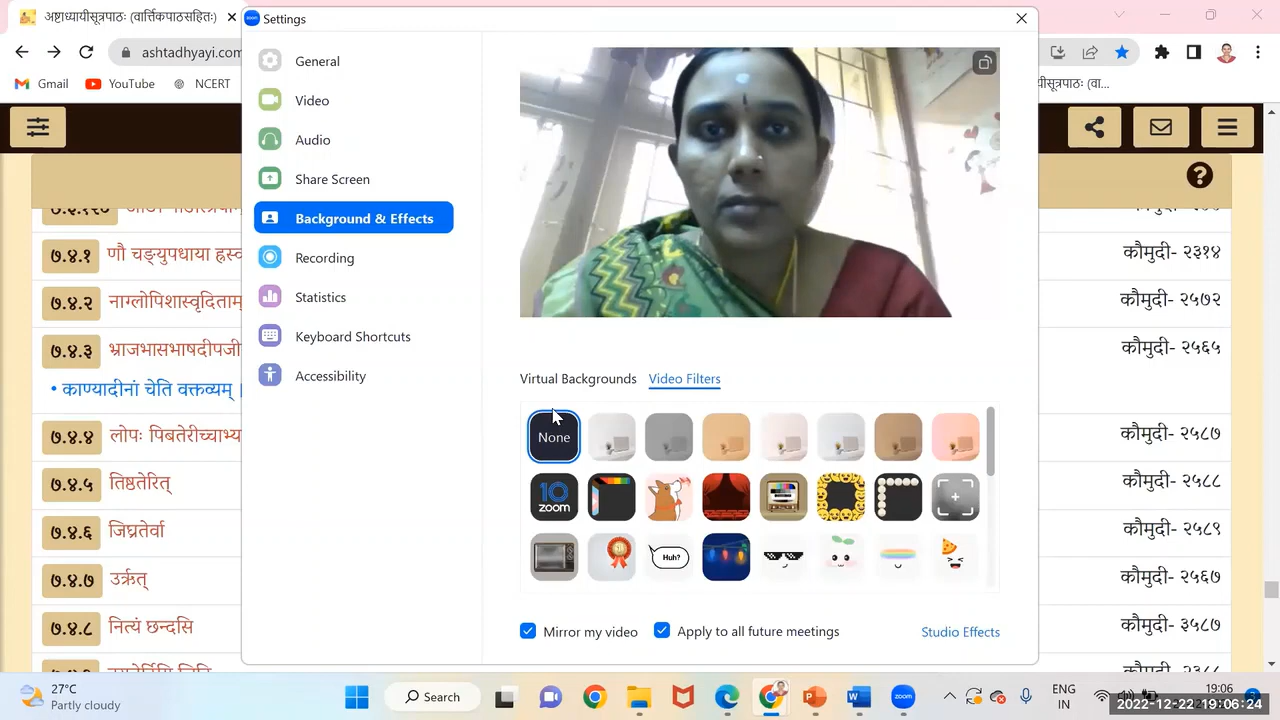 अष्टाध्यायीसूत्रपाठः (वार्त्तिकपाठसहितः)
zoom Settings
ashtadhyayi.com
Gmail YouTube NCERT
General
Video
Audio
Share Screen
Background & Effects
Recording
Statistics
Keyboard Shortcuts
Accessibility
७.४.१ णौ चङ्युपधाया ह्रस्व
कौमुदी- २३१४
७.४.२ नाग्लोपिशास्वृदिताम्
कौमुदी- २५७२
७.४.३ भ्राजभासभाषदीपजी
कौमुदी- २५६५
• काण्यादीनां चेति वक्तव्यम् |
७.४.४ लोपः पिबतेरीच्चाभ्य
कौमुदी- २५८७
७.४.५ तिष्ठतेरित्
कौमुदी- २५८८
७.४.६ जिघ्रतेर्वा
कौमुदी- २५८९
७.४.७ उर्ऋत्
कौमुदी- २५६७
७.४.८ नित्यं छन्दसि
कौमुदी- ३५८७
Virtual Backgrounds Video Filters
None
10 zoom
Huh?
Mirror my video Apply to all future meetings
Studio Effects
27°C
Partly cloudy
Search
zoom
ENG
IN
19:06
2022-12-22 19:06:24